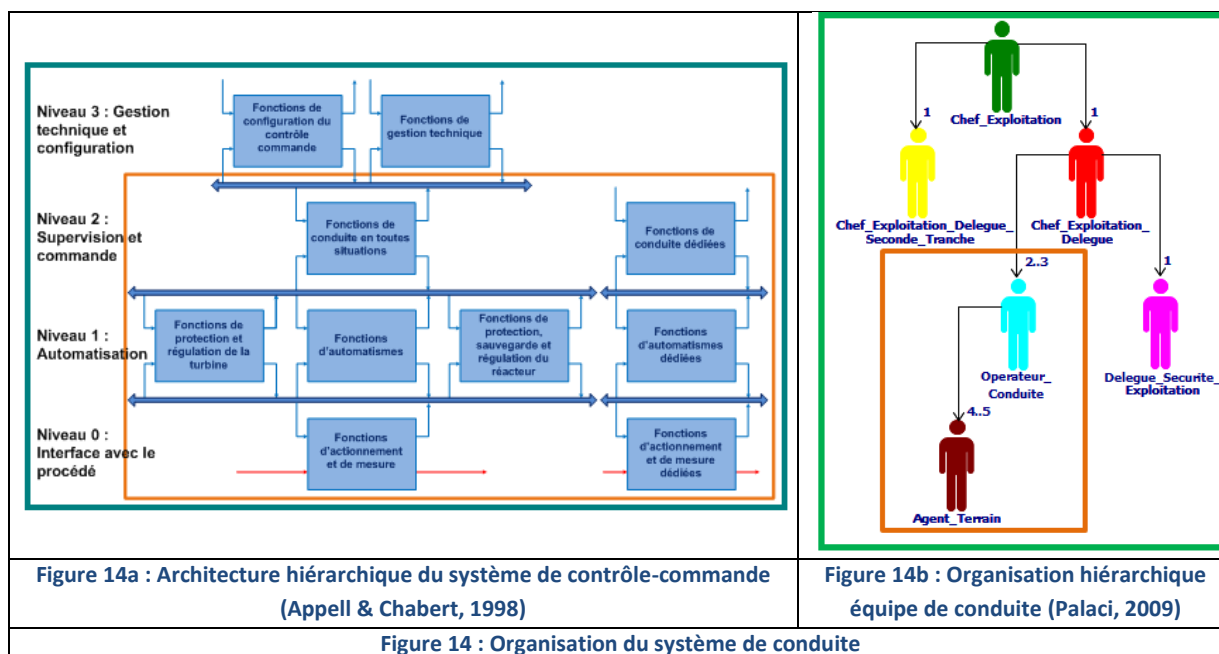 Niveau 3 : Gestion
technique et
configuration
Fonctions de
configuration du
contrôle
commande
Fonctions de
gestion technique
Niveau 2 :
Supervision et
commande
Fonctions de
conduite en toutes
situations
Fonctions de
conduite dédiées
Niveau 1 :
Automatisation
Fonctions de
protection et
régulation de la
turbine
Fonctions
d'automatismes
Fonctions de
protection,
sauvegarde et
régulation du
réacteur
Fonctions
d'automatismes
dédiées
Niveau 0 :
Interface avec le
procédé
Fonctions
d'actionnement
et de mesure
Fonctions
d'actionnement
et de mesure
dédiées
Chef_Exploitation
1
1
Chef_Exploitation_Delegue_
Seconde_Tranche
Chef_Exploitation_
Delegue
2..3
1
Operateur_
Conduite
Delegue_Securite_
Exploitation
4..5
Agent_Terrain
Figure 14a : Architecture hiérarchique du système de contrôle-commande
(Appell & Chabert, 1998)
Figure 14b : Organisation hiérarchique
équipe de conduite (Palaci, 2009)
Figure 14 : Organisation du système de conduite